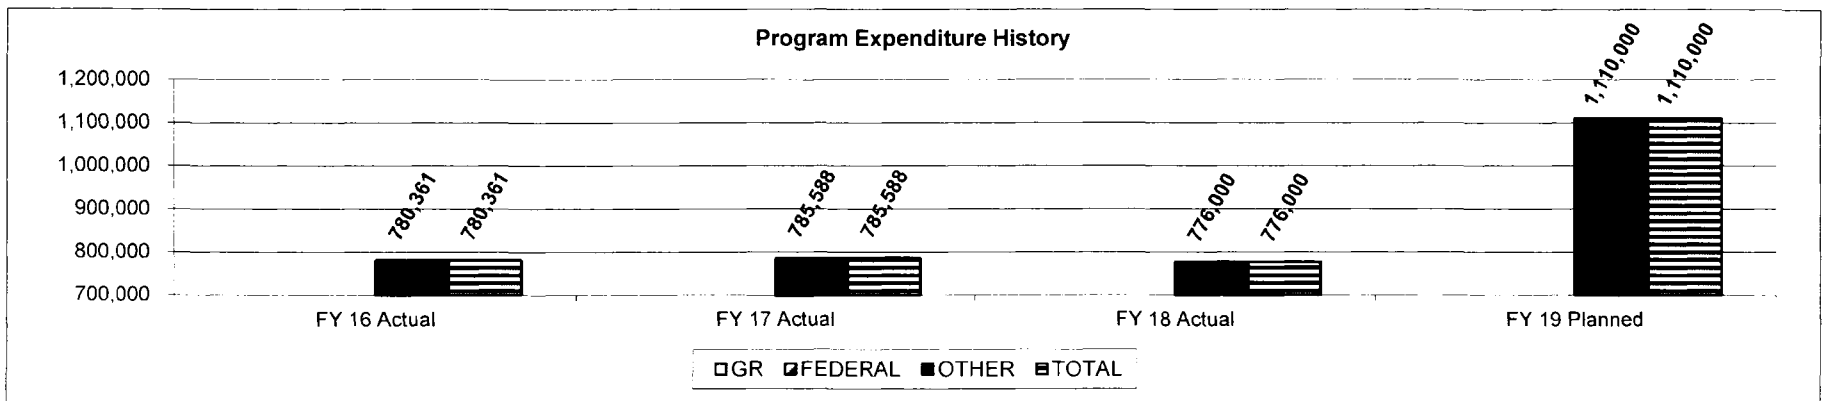 Program Expenditure History
1,200,000
1,100,000
1,000,000
900,000
800,000
700,000
780,361
780,361
785,588
785,588
776,000
776,000
1,110,000
1,110,000
FY 16 Actual
FY 17 Actual
FY 18 Actual
FY 19 Planned
GR FEDERAL OTHER TOTAL